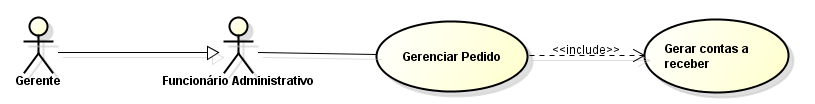 Gerente
Funcionário Administrativo
Gerenciar Pedido
<<include>>
Gerar contas a
receber